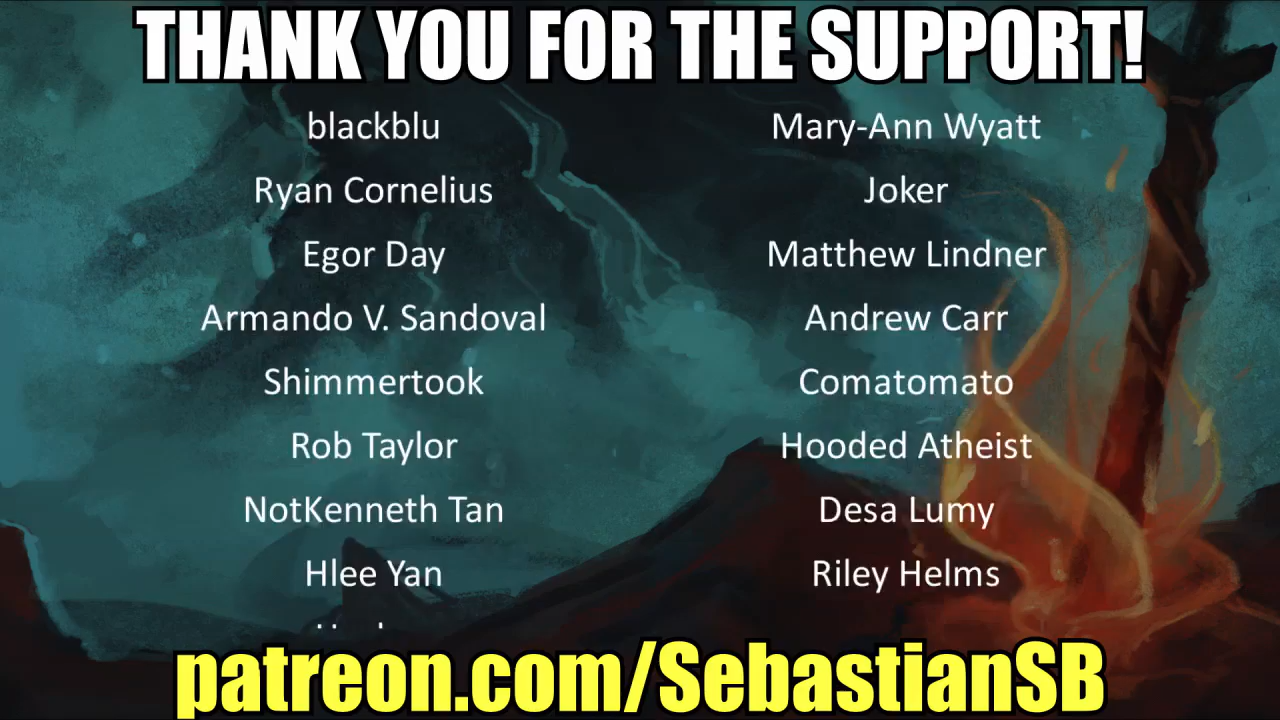 THANK YOU FOR THE SUPPORT!
blackblu
Mary-Ann Wyatt
Ryan Cornelius
Joker
Egor Day
Matthew Lindner
Armando V. Sandoval
Andrew Carr
Shimmertook
Comatomato
Rob Taylor
Hooded Atheist
NotKenneth Tan
Desa Lumy
Hlee Yan
Riley Helms
patreon.com/SebastianSB